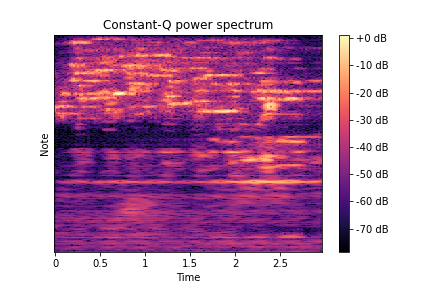 Constant-Q power spectrum
Note
+0 dB
-10 dB
-20 dB
-30 dB
-40 dB
-50 dB
-60 dB
-70 dB
0
0.5
1
1.5
2
2.5
Time